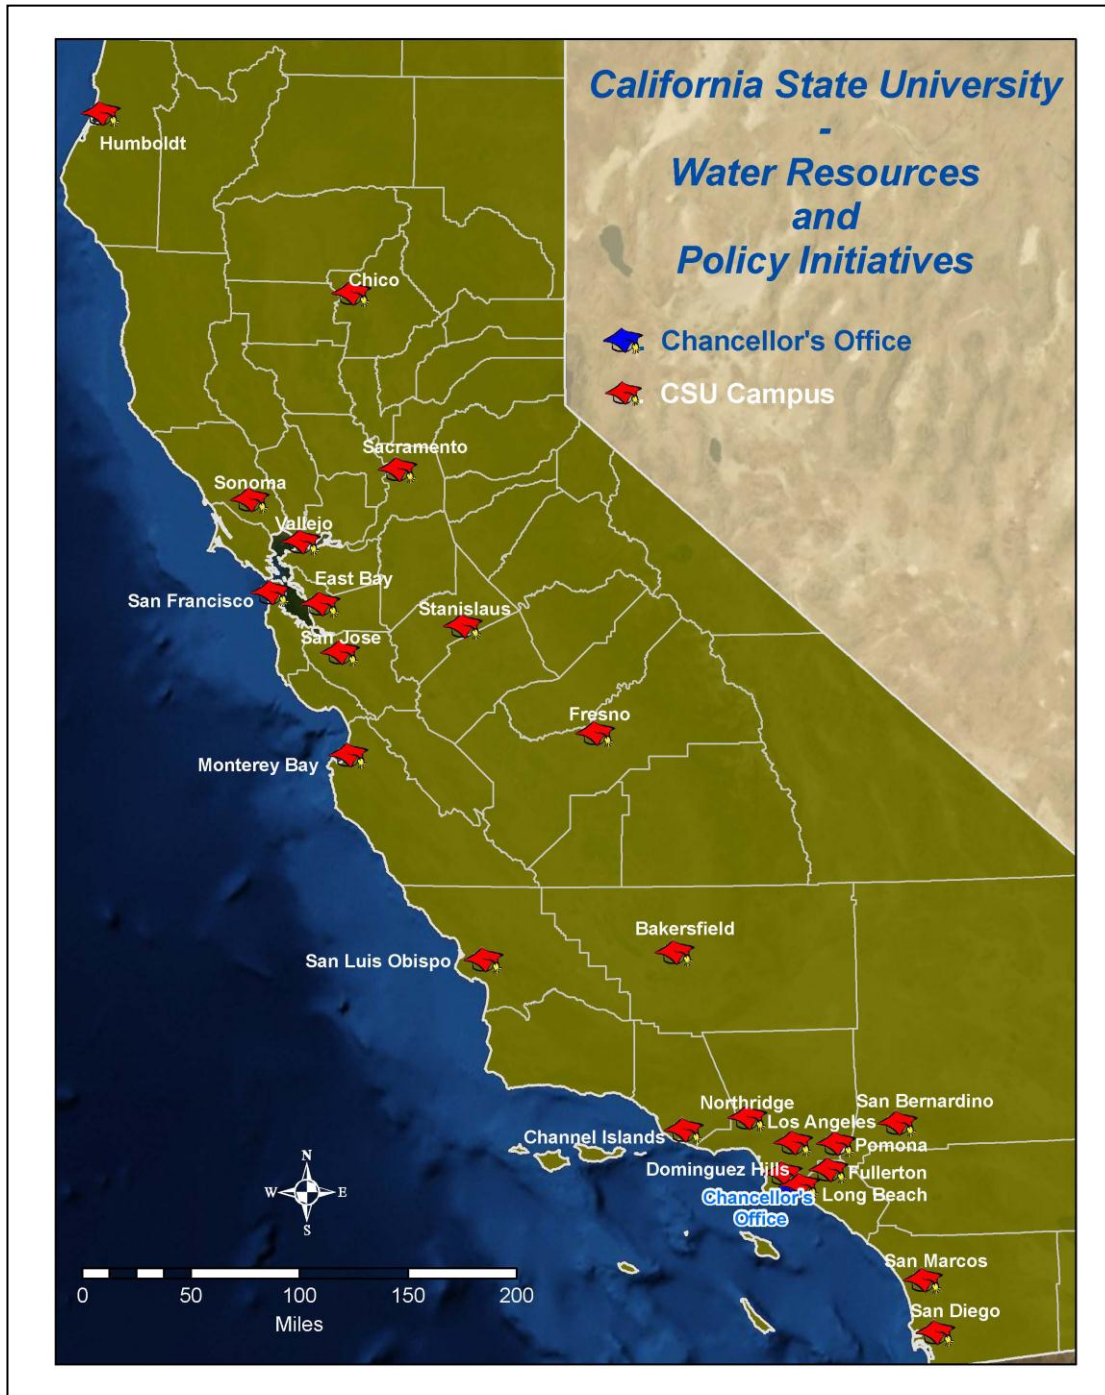 California State University
-
Water Resources
and
Policy Initiatives
Chancellor's Office
CSU Campus
Humboldt
Chico
Sacramento
Sonoma
Vallejo
East Bay
San Francisco
Stanislaus
San Jose
Fresno
Monterey Bay
Bakersfield
San Luis Obispo
Northridge
San Bernardino
Los Angeles
Channel Islands
Pomona
Dominguez Hills
Fullerton
Long Beach
Chancellor's
Office
San Marcos
San Diego
N
W E
S
0 50 100 150 200
Miles